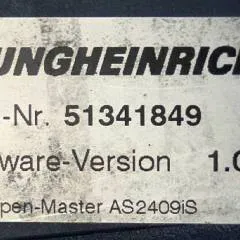 UNGHEINRICH
-Nr. 51341849
ware-Version 1.0
pen-Master AS2409iS